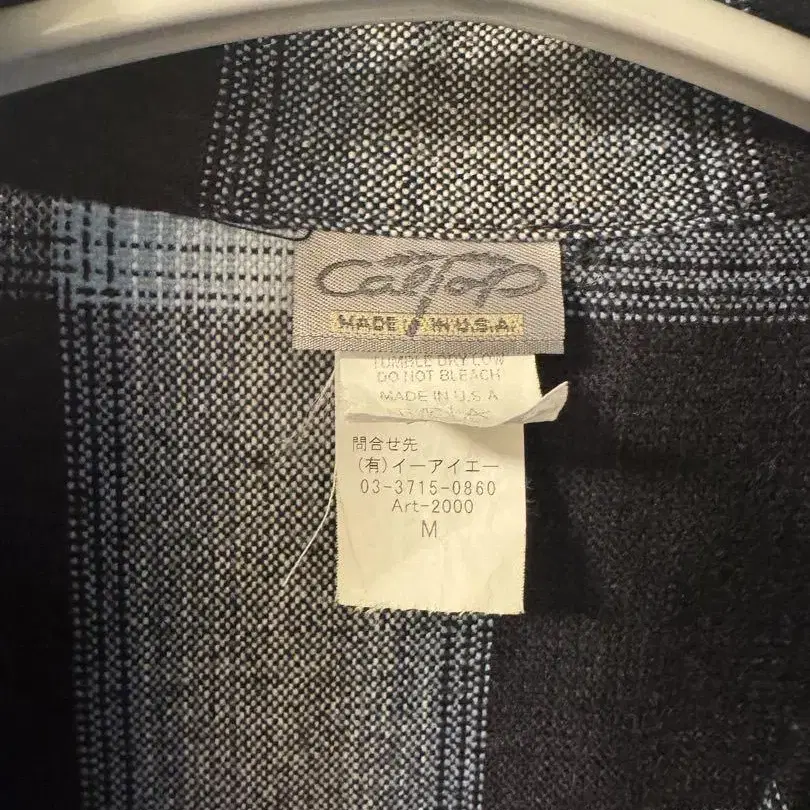 CalTop
MADE IN U.S.A.
TUMBLE DRY LOW
DO NOT BLEACH
MADE IN U.S.A
問合せ先
(有)イーアイエー
03-3715-0860
Art-2000
M